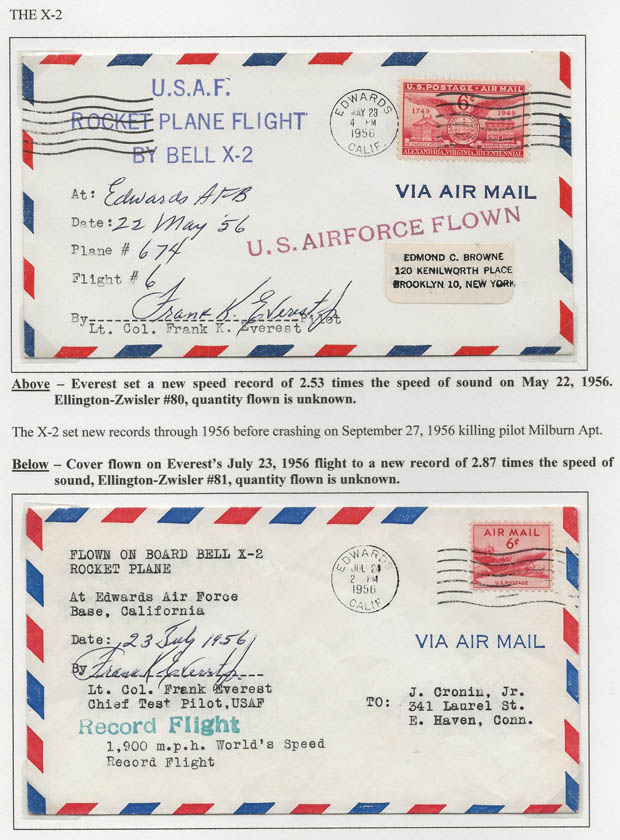 THE X-2
U.S.A.F.
ROCKET PLANE FLIGHT
BY BELL X-2
EDWARDS
MAY 23
4 PM
1956
CALIF.
U.S. POSTAGE · AIR MAIL
1749 6¢ 1949
ALEXANDRIA, VIRGINIA, BICENTENNIAL
At: Edwards AFB
Date: 22 May '56
Plane # 674
Flight # 6
By Frank K. Everest Jr Pilot
Lt. Col. Frank K. Everest
VIA AIR MAIL
U.S. AIRFORCE FLOWN
EDMOND C. BROWNE
120 KENILWORTH PLACE
BROOKLYN 10, NEW YORK
Above – Everest set a new speed record of 2.53 times the speed of sound on May 22, 1956.
Ellington-Zwisler #80, quantity flown is unknown.
The X-2 set new records through 1956 before crashing on September 27, 1956 killing pilot Milburn Apt.
Below – Cover flown on Everest's July 23, 1956 flight to a new record of 2.87 times the speed of
sound, Ellington-Zwisler #81, quantity flown is unknown.
FLOWN ON BOARD BELL X-2
ROCKET PLANE
At Edwards Air Force
Base, California
Date: 23 July 1956
By Frank K Everest Jr
Lt. Col. Frank Everest
Chief Test Pilot,USAF
Record Flight
1,900 m.p.h. World's Speed
Record Flight
EDWARDS
JUL 24
2 PM
1956
CALIF.
AIR MAIL
6¢
U.S. POSTAGE
VIA AIR MAIL
TO: J. Cronin, Jr.
341 Laurel St.
E. Haven, Conn.